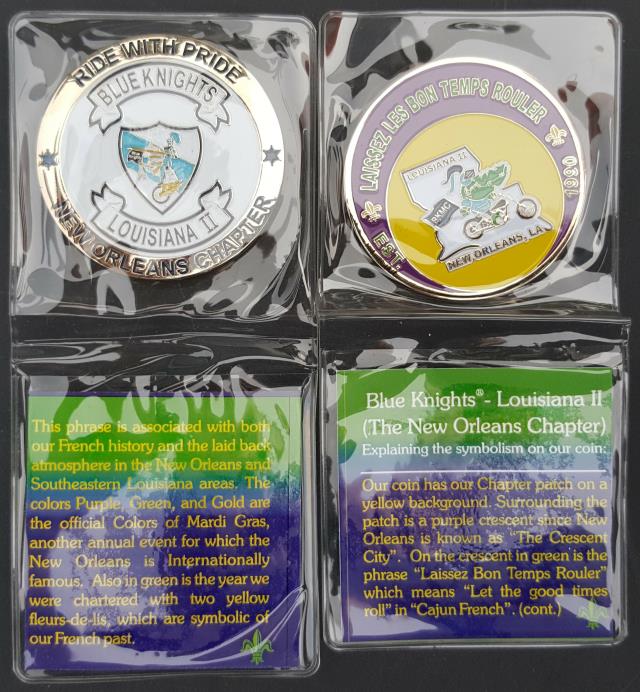 RIDE WITH PRIDE
BLUE KNIGHTS
LOUISIANA II
NEW ORLEANS CHAPTER
LAISSEZ LES BON TEMPS ROULER
EST. 1990
LOUISIANA II
BKMC
NEW ORLEANS, LA
This phrase is associated with both
our French history and the laid back
atmosphere in the New Orleans and
Southeastern Louisiana areas. The
colors Purple, Green, and Gold are
the official Colors of Mardi Gras,
another annual event for which the
New Orleans is Internationally
famous. Also in green is the year we
were chartered with two yellow
fleurs-de-lis, which are symbolic of
our French past.
Blue Knights® - Louisiana II
(The New Orleans Chapter)
Explaining the symbolism on our coin:
Our coin has our Chapter patch on a
yellow background. Surrounding the
patch is a purple crescent since New
Orleans is known as "The Crescent
City". On the crescent in green is the
phrase "Laissez Bon Temps Rouler"
which means "Let the good times
roll" in "Cajun French". (cont.)